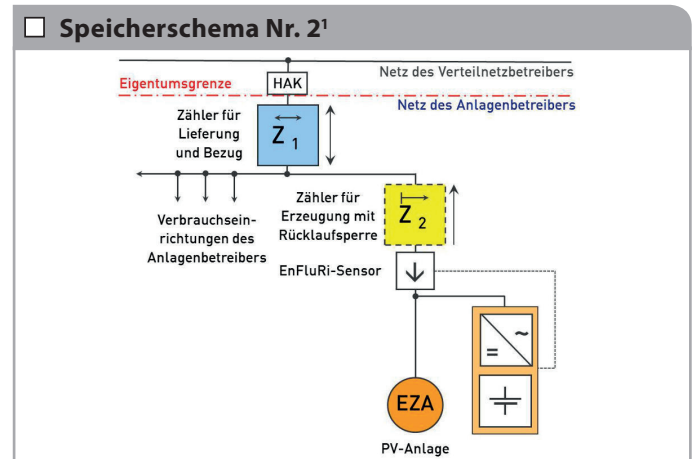 Speicherschema Nr. 2¹
Netz des Verteilnetzbetreibers
Eigentumsgrenze
HAK
Netz des Anlagenbetreibers
Zähler für
Lieferung
und Bezug
Z 1
Verbrauchsein-
richtungen des
Anlagenbetreibers
Zähler für
Erzeugung mit
Rücklaufsperre
Z 2
EnFluRi-Sensor
= ~
EZA
PV-Anlage